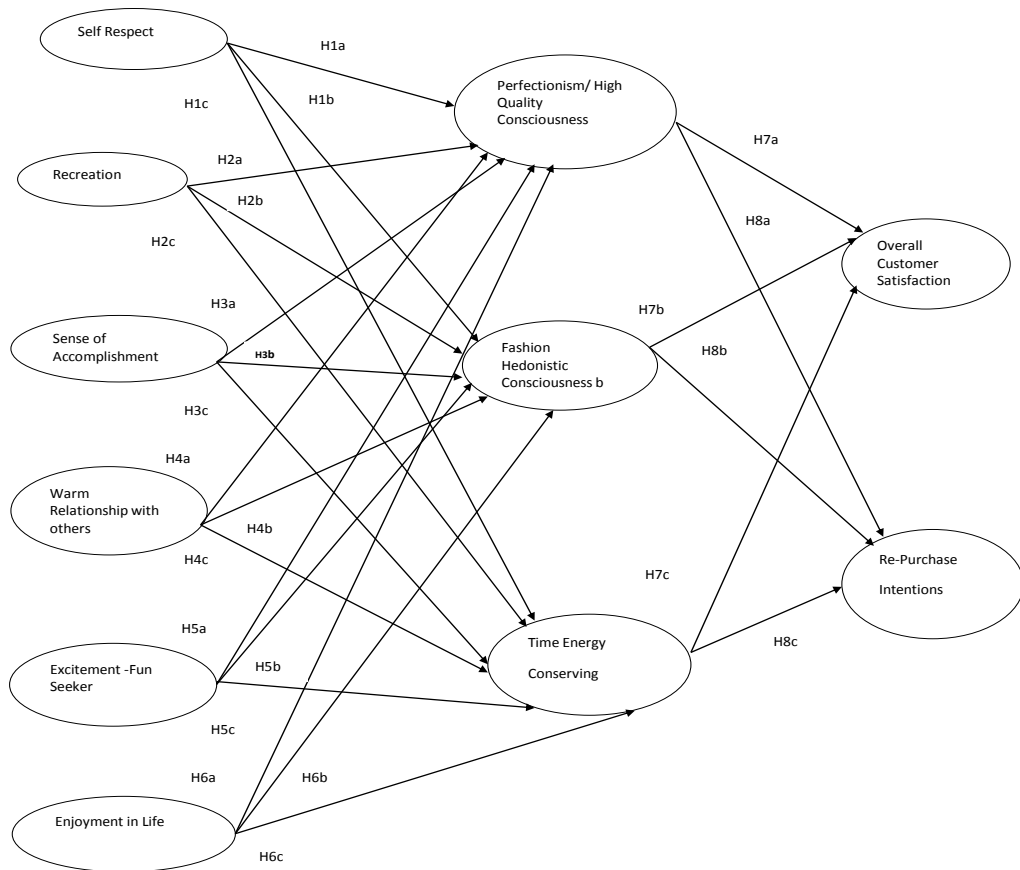 Self Respect
H1a
H1b
H1c
Perfectionism/ High
Quality
Consciousness
H7a
Recreation
H2a
H2b
H2c
H8a
Overall
Customer
Satisfaction
H3a
Sense of
Accomplishment
H3b
H3c
Fashion
Hedonistic
Consciousness b
H7b
H8b
H4a
Warm
Relationship with
others
H4b
H4c
H7c
Re-Purchase
Intentions
H5a
Excitement -Fun
Seeker
H5b
H5c
Time Energy
Conserving
H8c
H6a
H6b
Enjoyment in Life
H6c